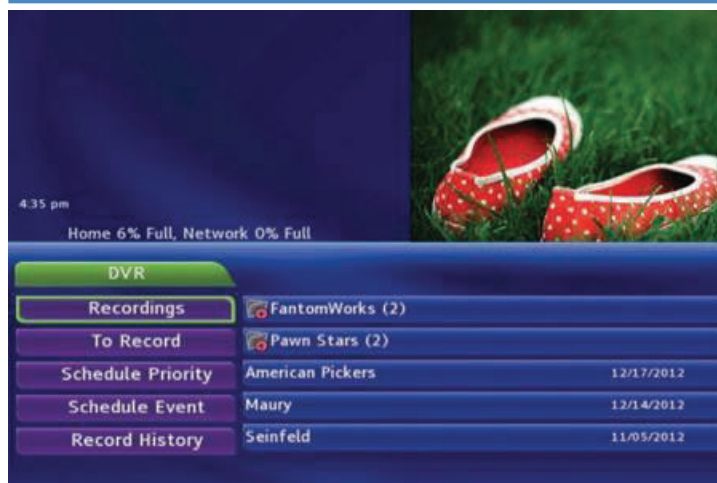 4:35 pm
Home 6% Full, Network 0% Full
DVR
Recordings
FantomWorks (2)
To Record
Pawn Stars (2)
Schedule Priority
American Pickers 12/17/2012
Schedule Event
Maury 12/14/2012
Record History
Seinfeld 11/05/2012